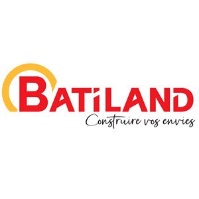 BATiLAND
Construire vos envies